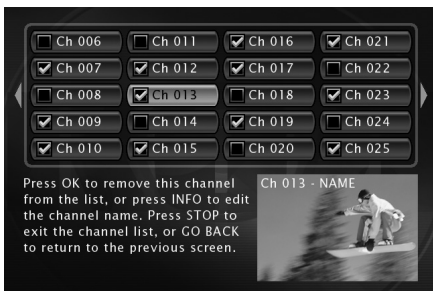 Ch 006 Ch 011 Ch 016 Ch 021
Ch 007 Ch 012 Ch 017 Ch 022
Ch 008 Ch 013 Ch 018 Ch 023
Ch 009 Ch 014 Ch 019 Ch 024
Ch 010 Ch 015 Ch 020 Ch 025
Press OK to remove this channel
from the list, or press INFO to edit
the channel name. Press STOP to
exit the channel list, or GO BACK
to return to the previous screen.
Ch 013 - NAME